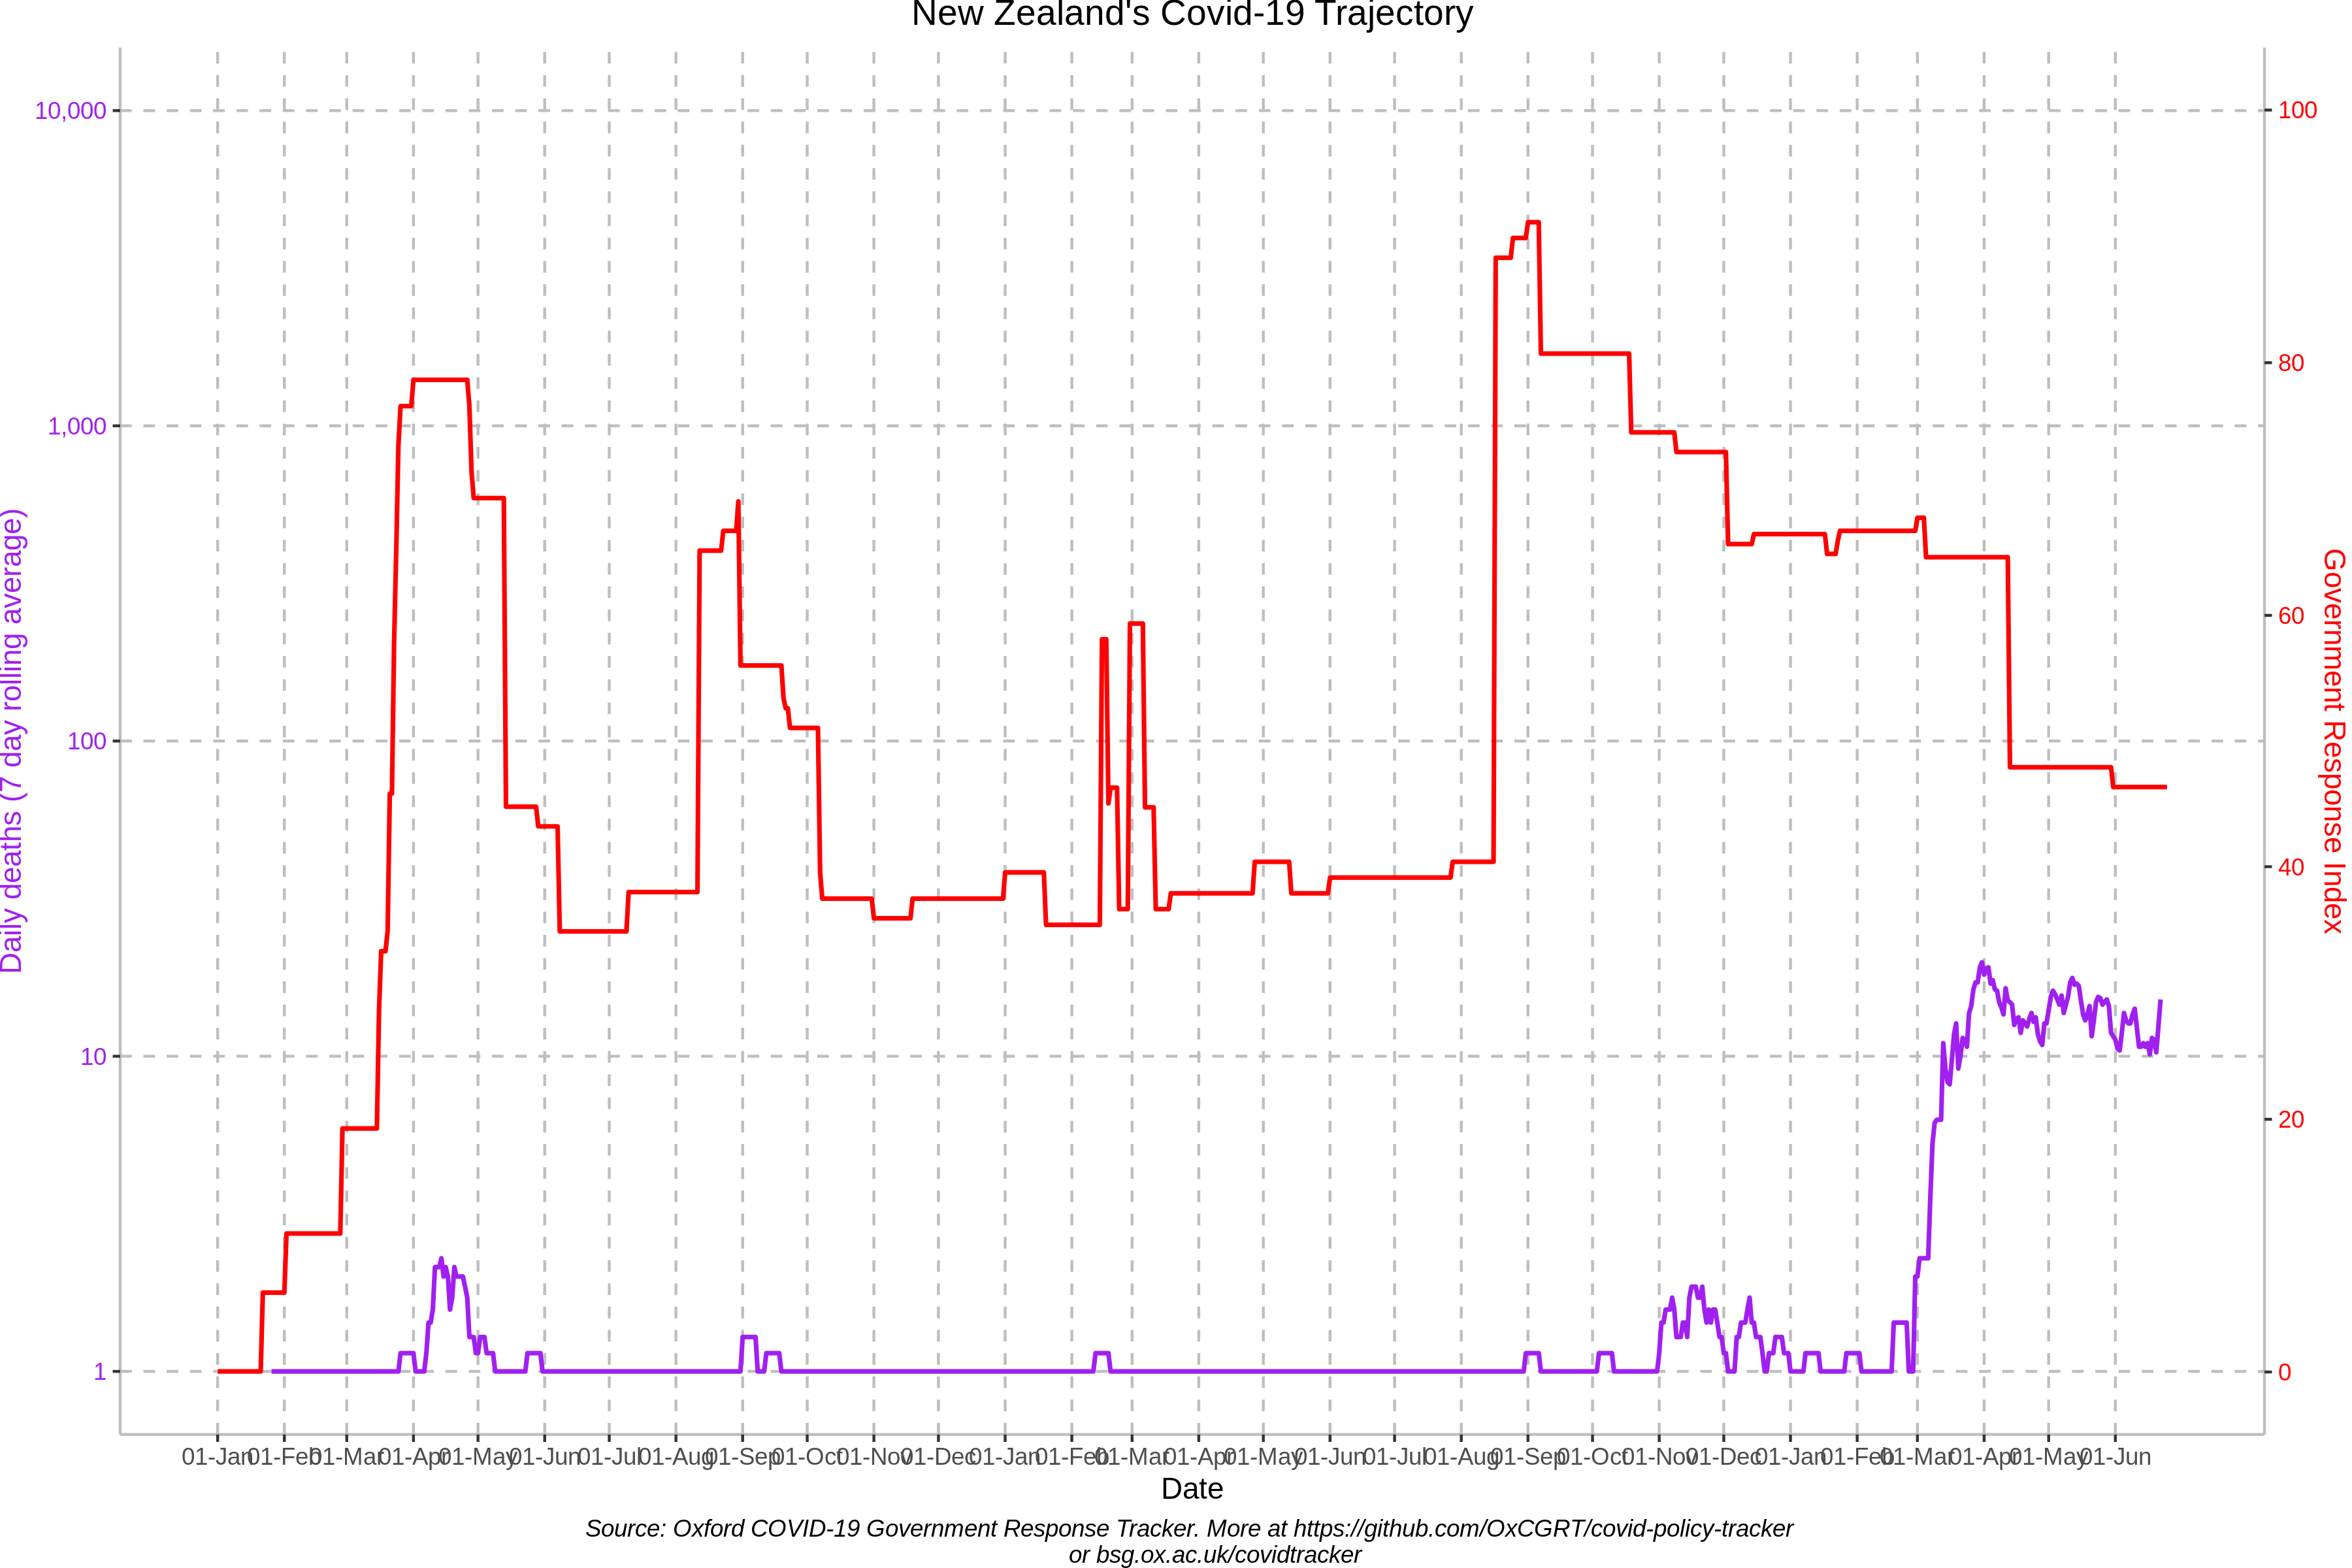 New Zealand's Covid-19 Trajectory
10,000
1,000
100
10
1
Daily deaths (7 day rolling average)
100
80
60
40
20
0
Government Response Index
01-Jan 01-Feb 01-Mar 01-Apr 01-May 01-Jun 01-Jul 01-Aug 01-Sep 01-Oct 01-Nov 01-Dec 01-Jan 01-Feb 01-Mar 01-Apr 01-May 01-Jun 01-Jul 01-Aug 01-Sep 01-Oct 01-Nov 01-Dec 01-Jan 01-Feb 01-Mar 01-Apr 01-May 01-Jun
Date
Source: Oxford COVID-19 Government Response Tracker. More at https://github.com/OxCGRT/covid-policy-tracker
or bsg.ox.ac.uk/covidtracker